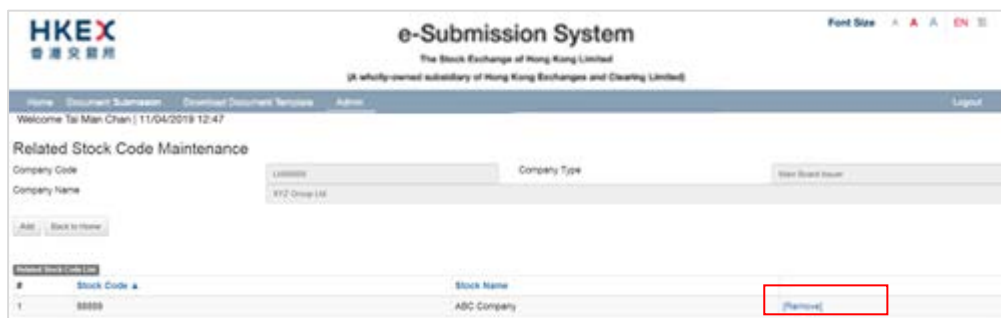 HKEX e-Submission System Font Size A A A EN 繁
香港交易所
The Stock Exchange of Hong Kong Limited
(A wholly-owned subsidiary of Hong Kong Exchanges and Clearing Limited)
Home Document Submission Download Document Template Admin Logout
Welcome Tai Man Chan | 11/04/2019 12:47
Related Stock Code Maintenance
Company Code Company Type Main Board Issuer
Company Name XYZ Group Ltd
Add Back to Home
Related Stock Code List
# Stock Code ▲ Stock Name
1 88889 ABC Company [Remove]